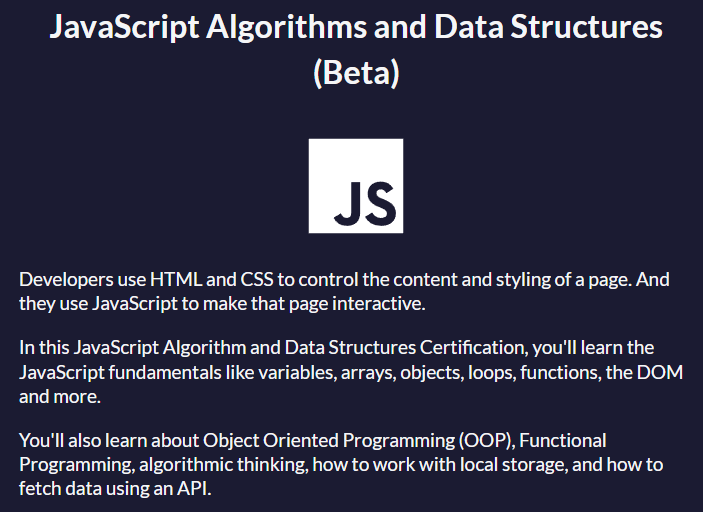 JavaScript Algorithms and Data Structures
(Beta)
JS
Developers use HTML and CSS to control the content and styling of a page. And
they use JavaScript to make that page interactive.
In this JavaScript Algorithm and Data Structures Certification, you'll learn the
JavaScript fundamentals like variables, arrays, objects, loops, functions, the DOM
and more.
You'll also learn about Object Oriented Programming (OOP), Functional
Programming, algorithmic thinking, how to work with local storage, and how to
fetch data using an API.